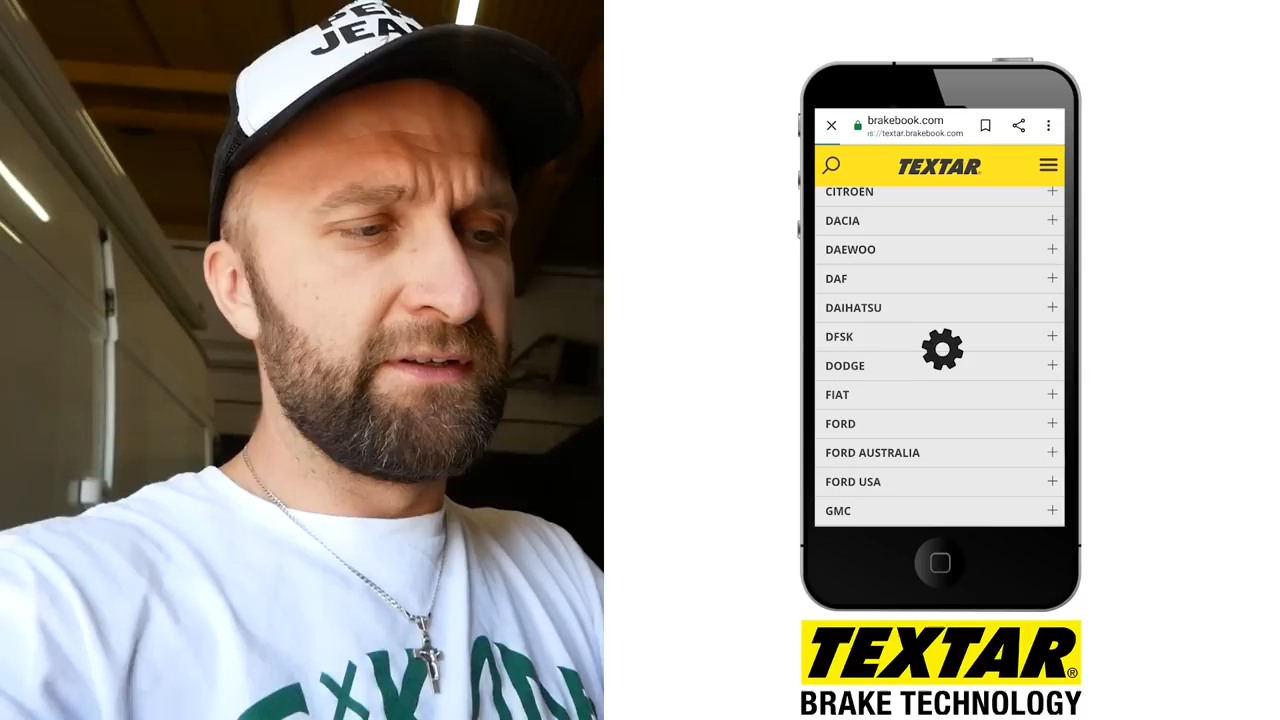 JEA
brakebook.com
s://textar.brakebook.com
TEXTAR
CITROEN
DACIA
DAEWOO
DAF
DAIHATSU
DFSK
DODGE
FIAT
FORD
FORD AUSTRALIA
FORD USA
GMC
TEXTAR®
BRAKE TECHNOLOGY